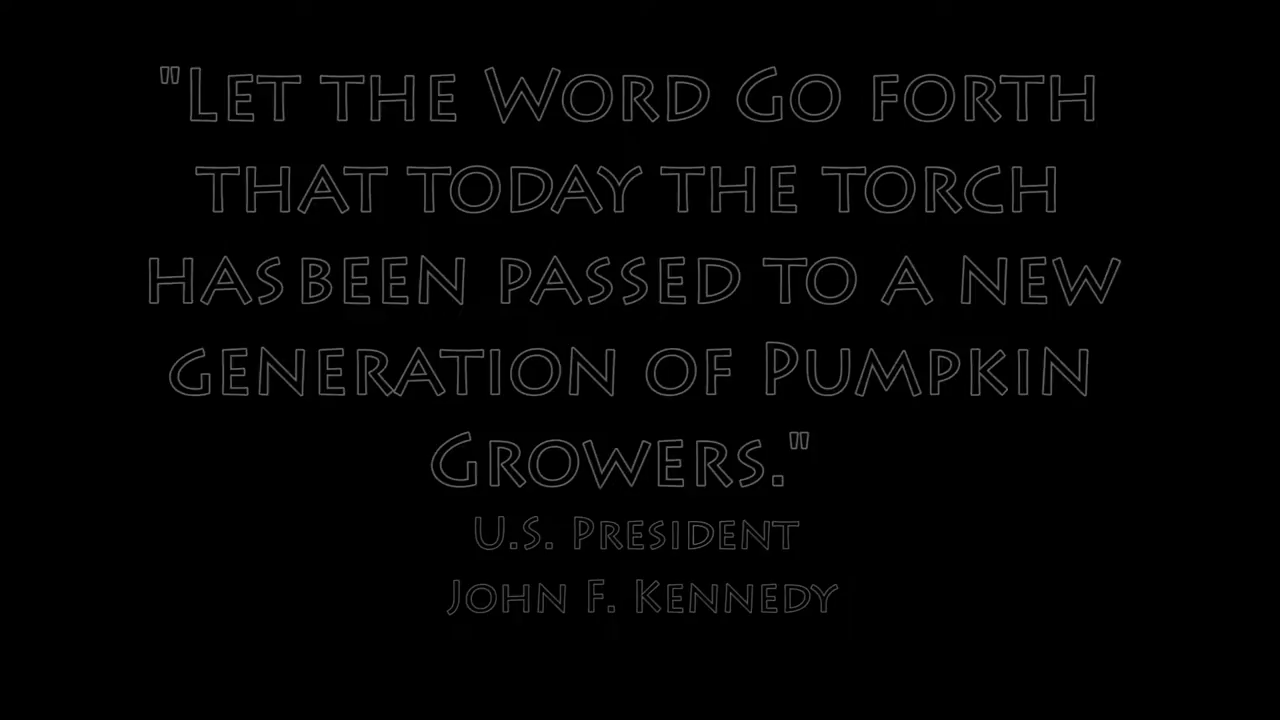 "Let the Word Go forth
that today the torch
has been passed to a new
generation of Pumpkin
Growers."
U.S. President
John F. Kennedy